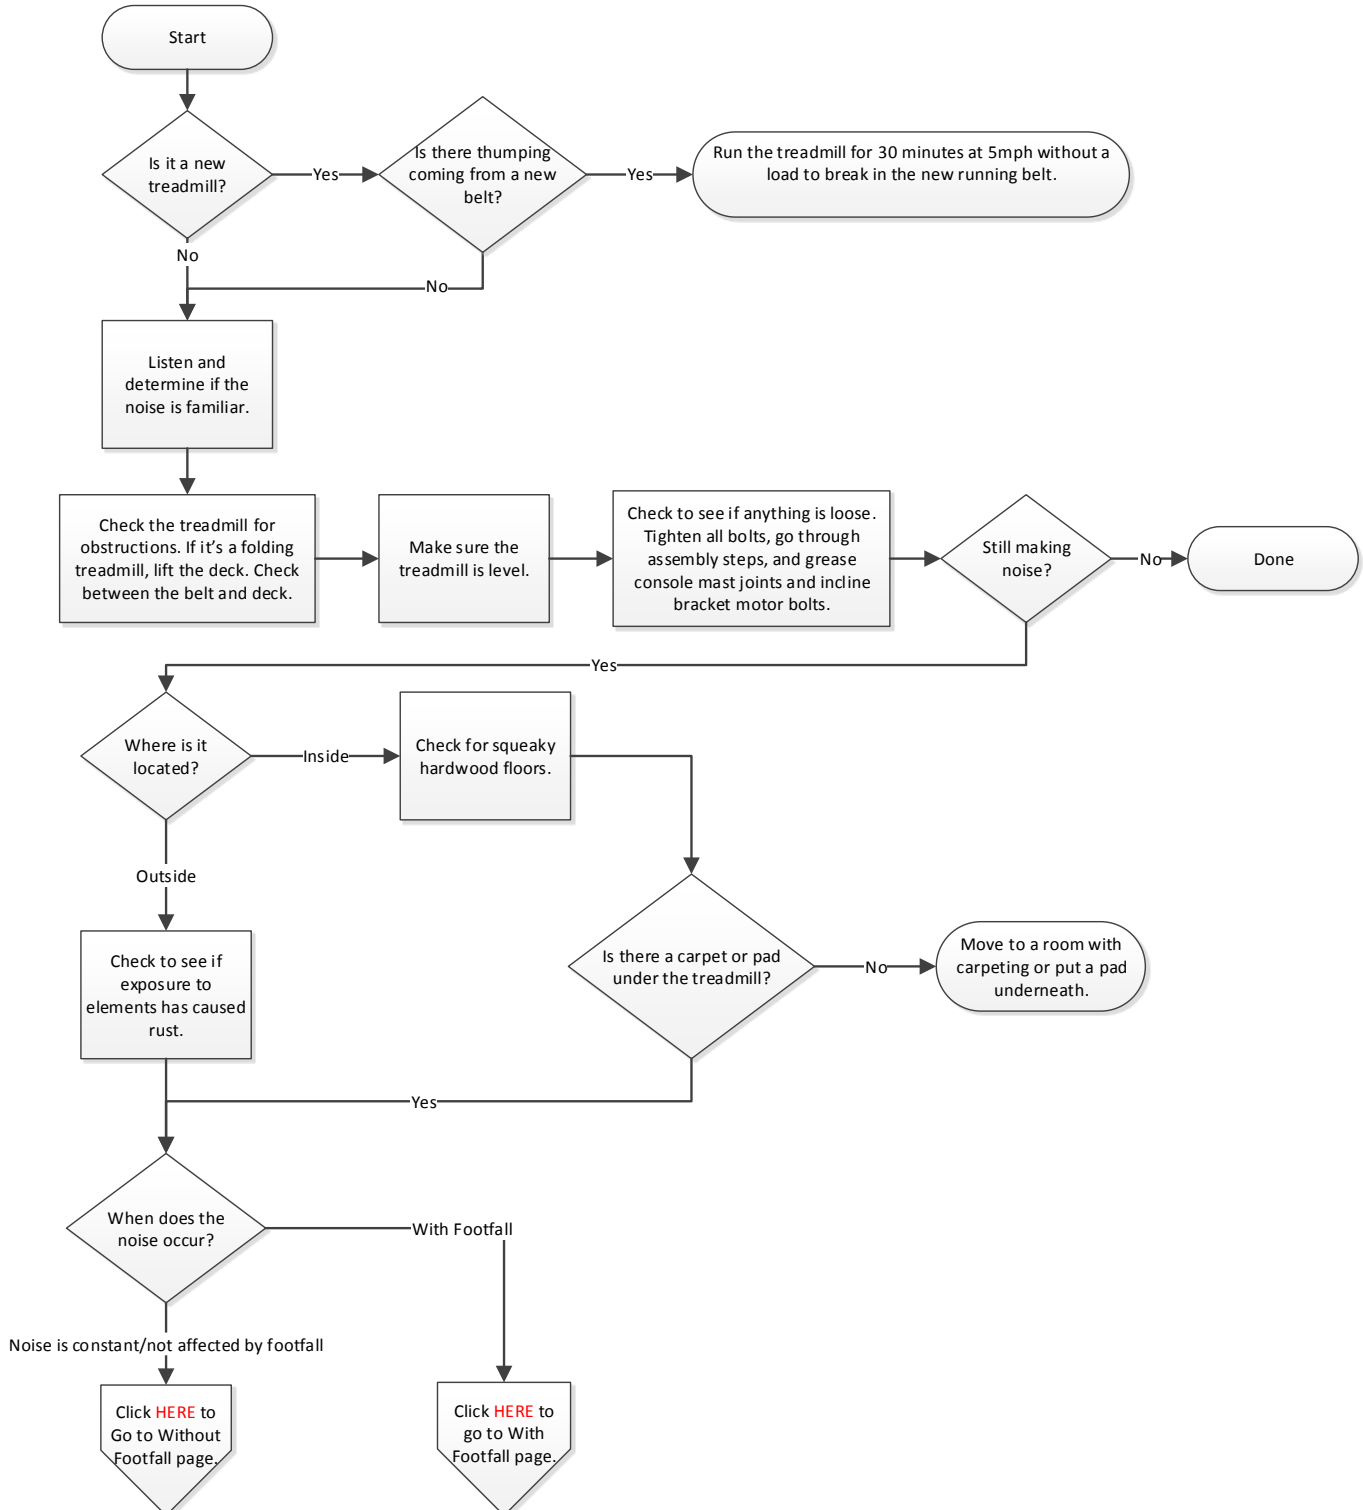 Start
Is it a new
treadmill?
Yes
Is there thumping
coming from a new
belt?
Yes
Run the treadmill for 30 minutes at 5mph without a
load to break in the new running belt.
No
No
Listen and
determine if the
noise is familiar.
Check the treadmill for
obstructions. If it's a folding
treadmill, lift the deck. Check
between the belt and deck.
Make sure the
treadmill is level.
Check to see if anything is loose.
Tighten all bolts, go through
assembly steps, and grease
console mast joints and incline
bracket motor bolts.
Still making
noise?
No
Done
Yes
Where is it
located?
Inside
Check for squeaky
hardwood floors.
Outside
Check to see if
exposure to
elements has caused
rust.
Is there a carpet or pad
under the treadmill?
No
Move to a room with
carpeting or put a pad
underneath.
Yes
When does the
noise occur?
With Footfall
Noise is constant/not affected by footfall
Click HERE to
Go to Without
Footfall page.
Click HERE to
go to With
Footfall page.